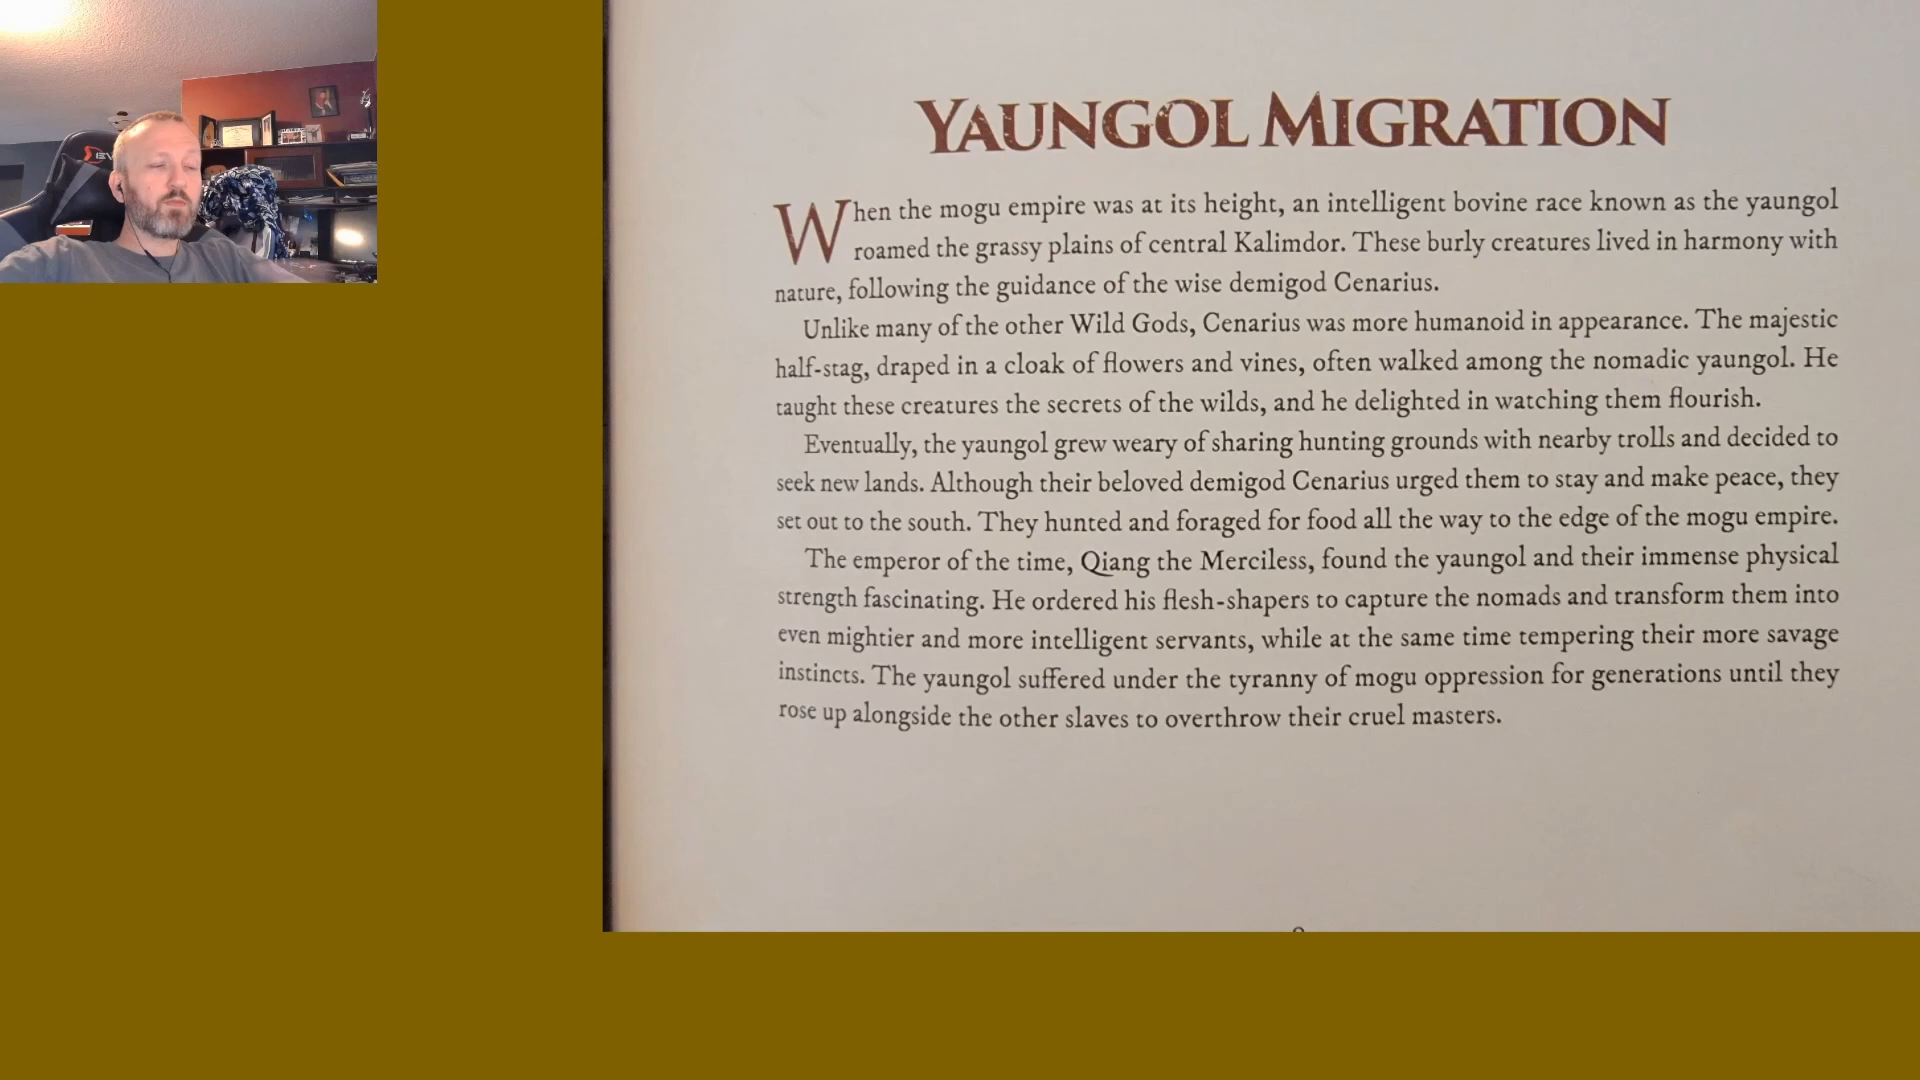 YAUNGOL MIGRATION
When the mogu empire was at its height, an intelligent bovine race known as the yaungol
roamed the grassy plains of central Kalimdor. These burly creatures lived in harmony with
nature, following the guidance of the wise demigod Cenarius.
Unlike many of the other Wild Gods, Cenarius was more humanoid in appearance. The majestic
half-stag, draped in a cloak of flowers and vines, often walked among the nomadic yaungol. He
taught these creatures the secrets of the wilds, and he delighted in watching them flourish.
Eventually, the yaungol grew weary of sharing hunting grounds with nearby trolls and decided to
seek new lands. Although their beloved demigod Cenarius urged them to stay and make peace, they
set out to the south. They hunted and foraged for food all the way to the edge of the mogu empire.
The emperor of the time, Qiang the Merciless, found the yaungol and their immense physical
strength fascinating. He ordered his flesh-shapers to capture the nomads and transform them into
even mightier and more intelligent servants, while at the same time tempering their more savage
instincts. The yaungol suffered under the tyranny of mogu oppression for generations until they
rose up alongside the other slaves to overthrow their cruel masters.